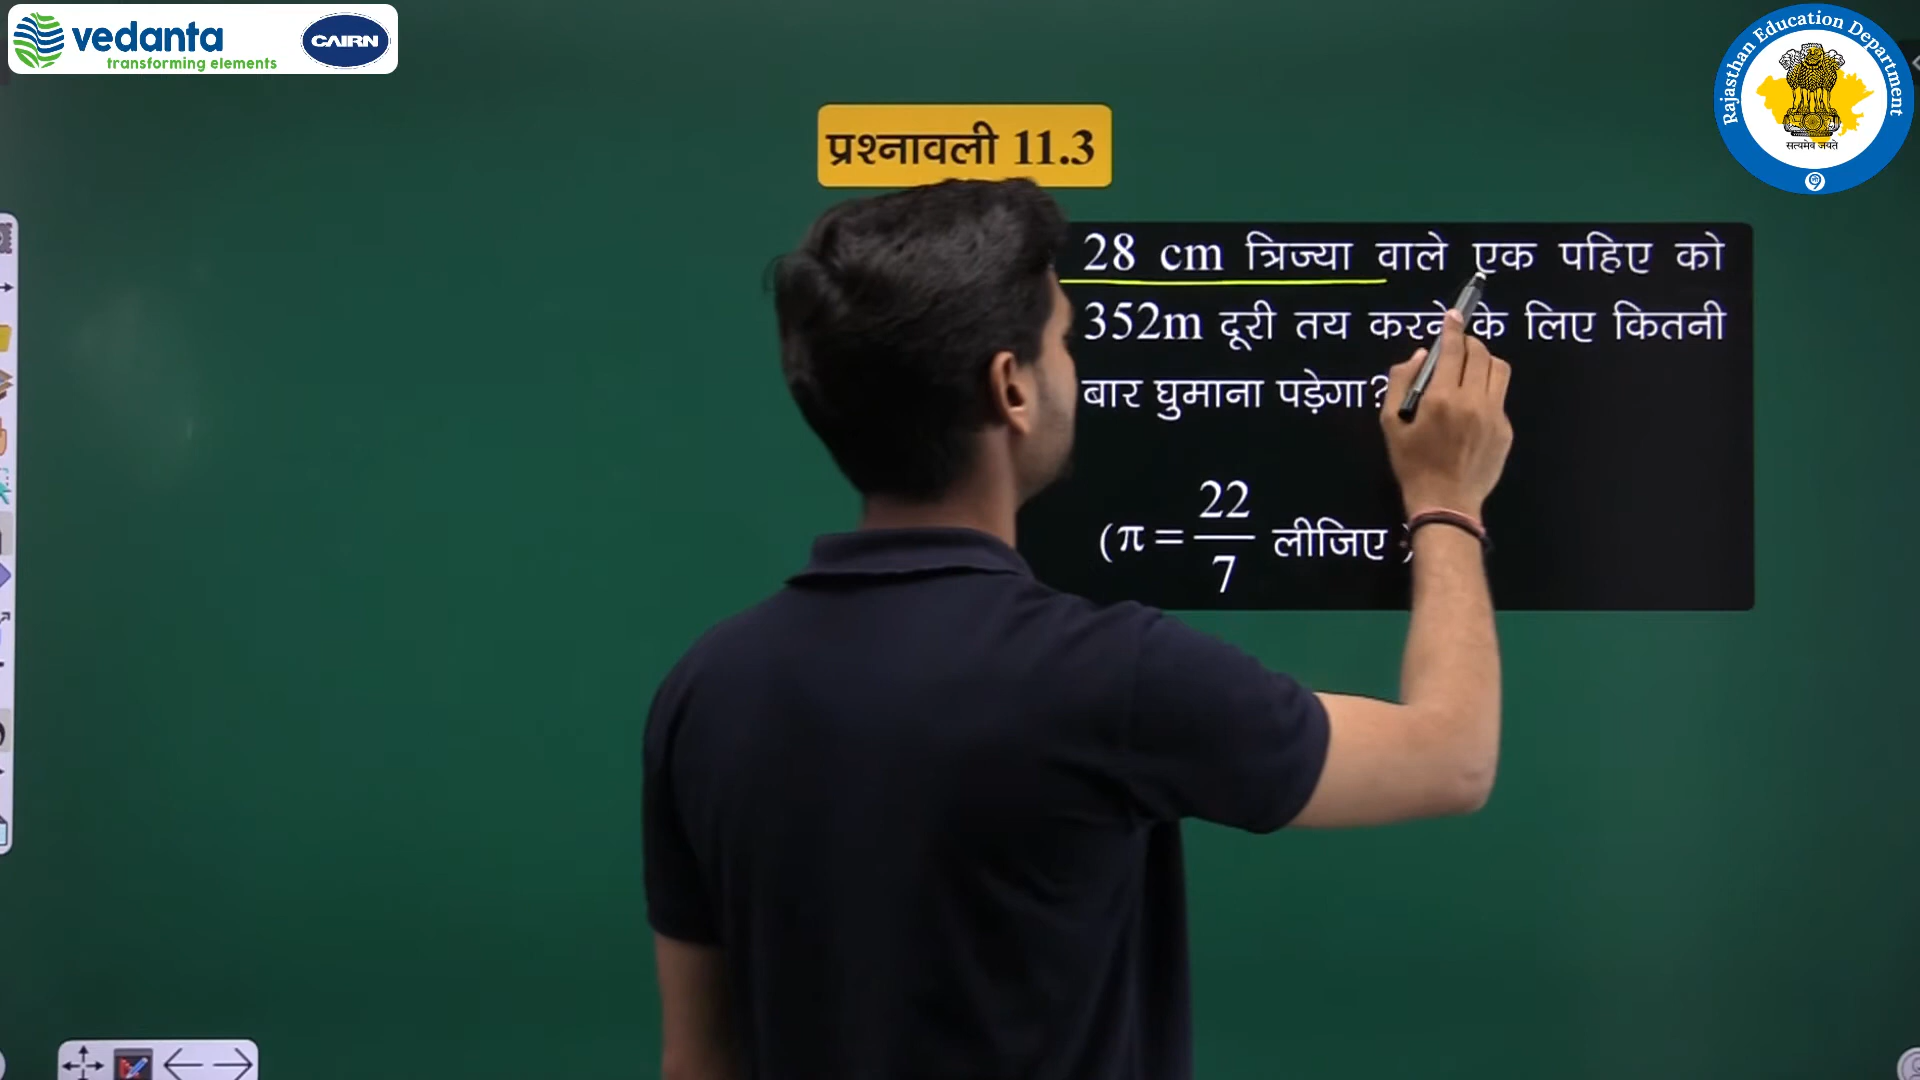 vedanta
transforming elements
CAIRN
Rajasthan Education Department
सत्यमेव जयते
प्रश्नावली 11.3
28 cm त्रिज्या वाले एक पहिए को
352m दूरी तय करने के लिए कितनी
बार घुमाना पड़ेगा?
(π = 22/7 लीजिए )